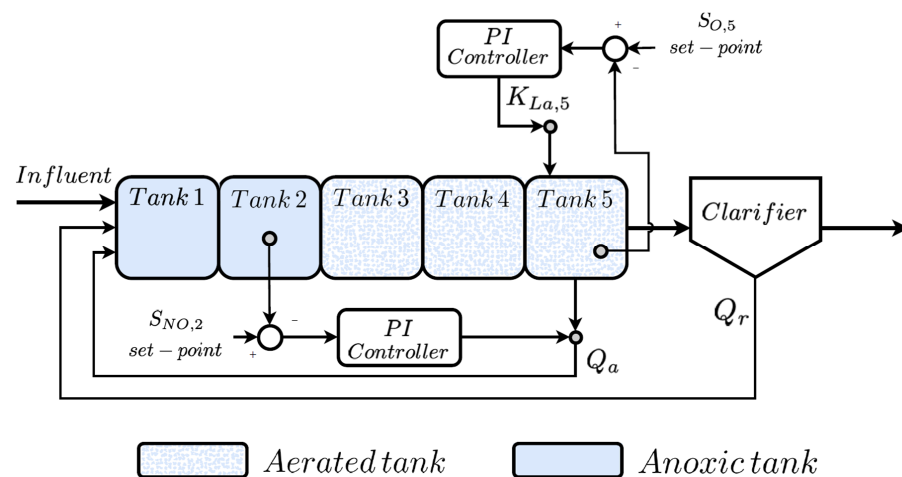 PI
Controller
+
S_{O,5}
set-point
-
K_{La,5}
Influent
Tank 1
Tank 2
Tank 3
Tank 4
Tank 5
Clarifier
S_{NO,2}
set-point
+
-
PI
Controller
Q_a
Q_r
Aerated tank
Anoxic tank